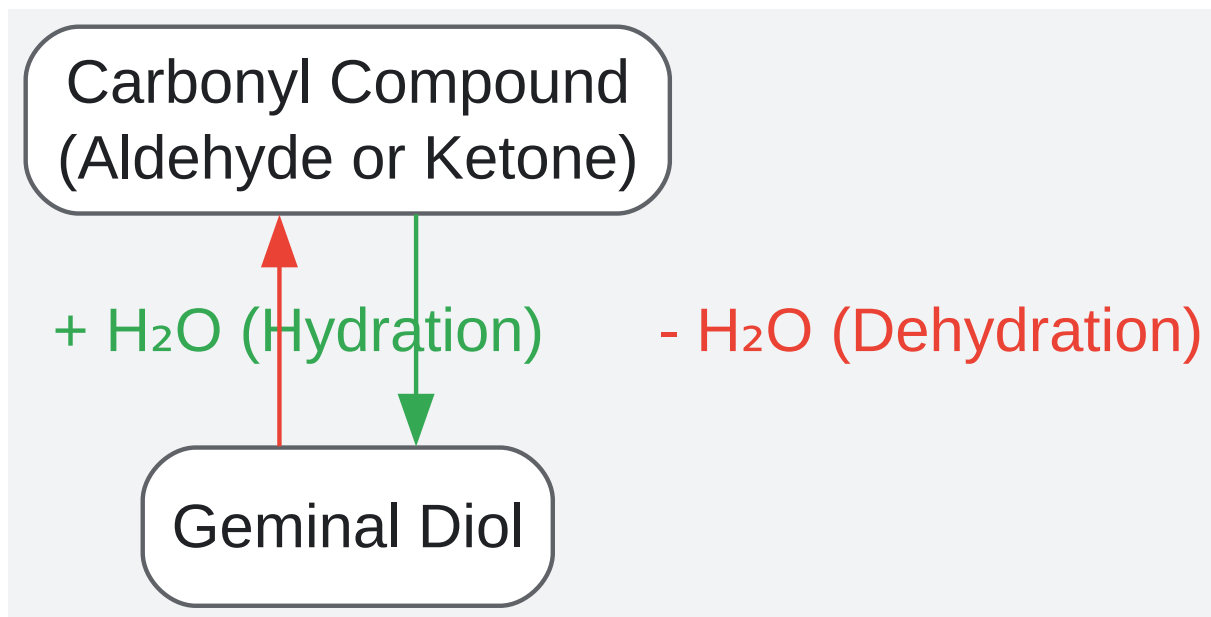 Carbonyl Compound
(Aldehyde or Ketone)
+ H₂O (Hydration)
- H₂O (Dehydration)
Geminal Diol